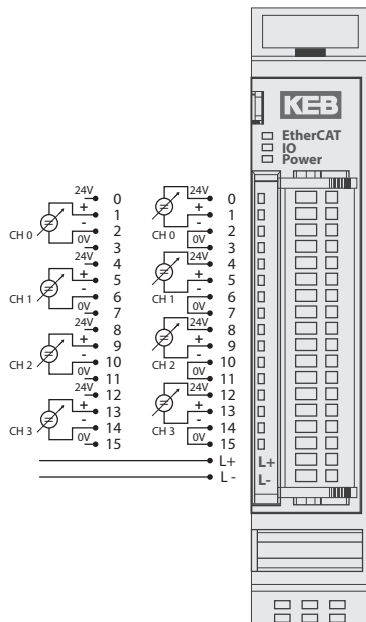 KEB
EtherCAT
IO
Power
24V 0
+ 1
- 2
CH 0 0V 3
24V 4
+ 5
CH 1 - 6
0V 7
24V 8
+ 9
CH 2 - 10
0V 11
24V 12
+ 13
CH 3 - 14
0V 15
24V 0
+ 1
- 2
CH 0 0V 3
24V 4
+ 5
CH 1 - 6
0V 7
24V 8
+ 9
CH 2 - 10
0V 11
24V 12
+ 13
CH 3 - 14
0V 15
L+
L -
L+
L-